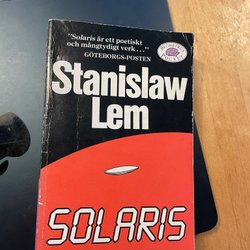 "Solaris är ett poetiskt
och mångtydigt verk..."
GÖTEBORGS-POSTEN
Stanislaw
Lem
SOLARIS